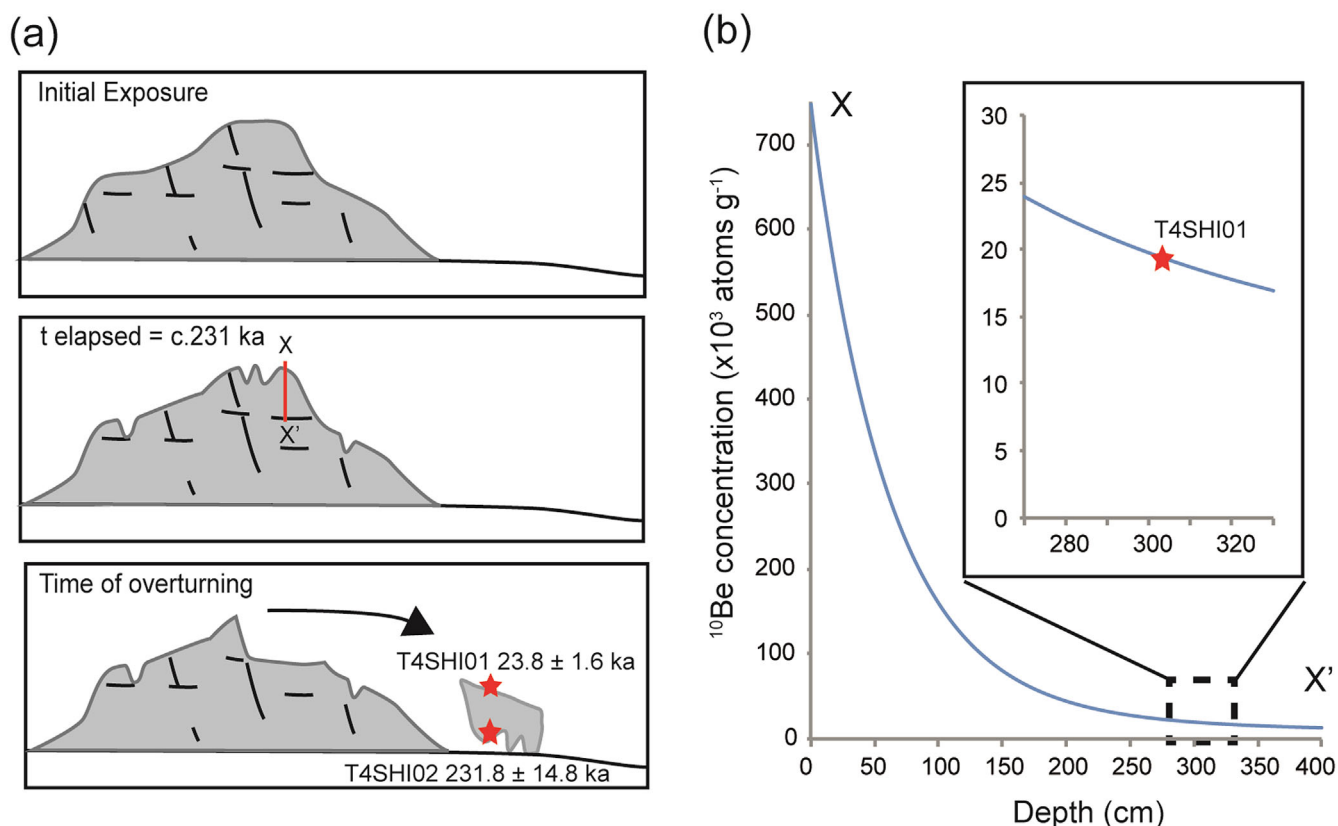 (a)
Initial Exposure
t elapsed = c.231 ka
X
X'
Time of overturning
T4SHI01 23.8 ± 1.6 ka
T4SHI02 231.8 ± 14.8 ka
(b)
X
700
600
500
400
300
200
100
0
¹⁰Be concentration (x10³ atoms g⁻¹)
30
25
20
15
10
5
0
T4SHI01
280 300 320
X'
0 50 100 150 200 250 300 350 400
Depth (cm)